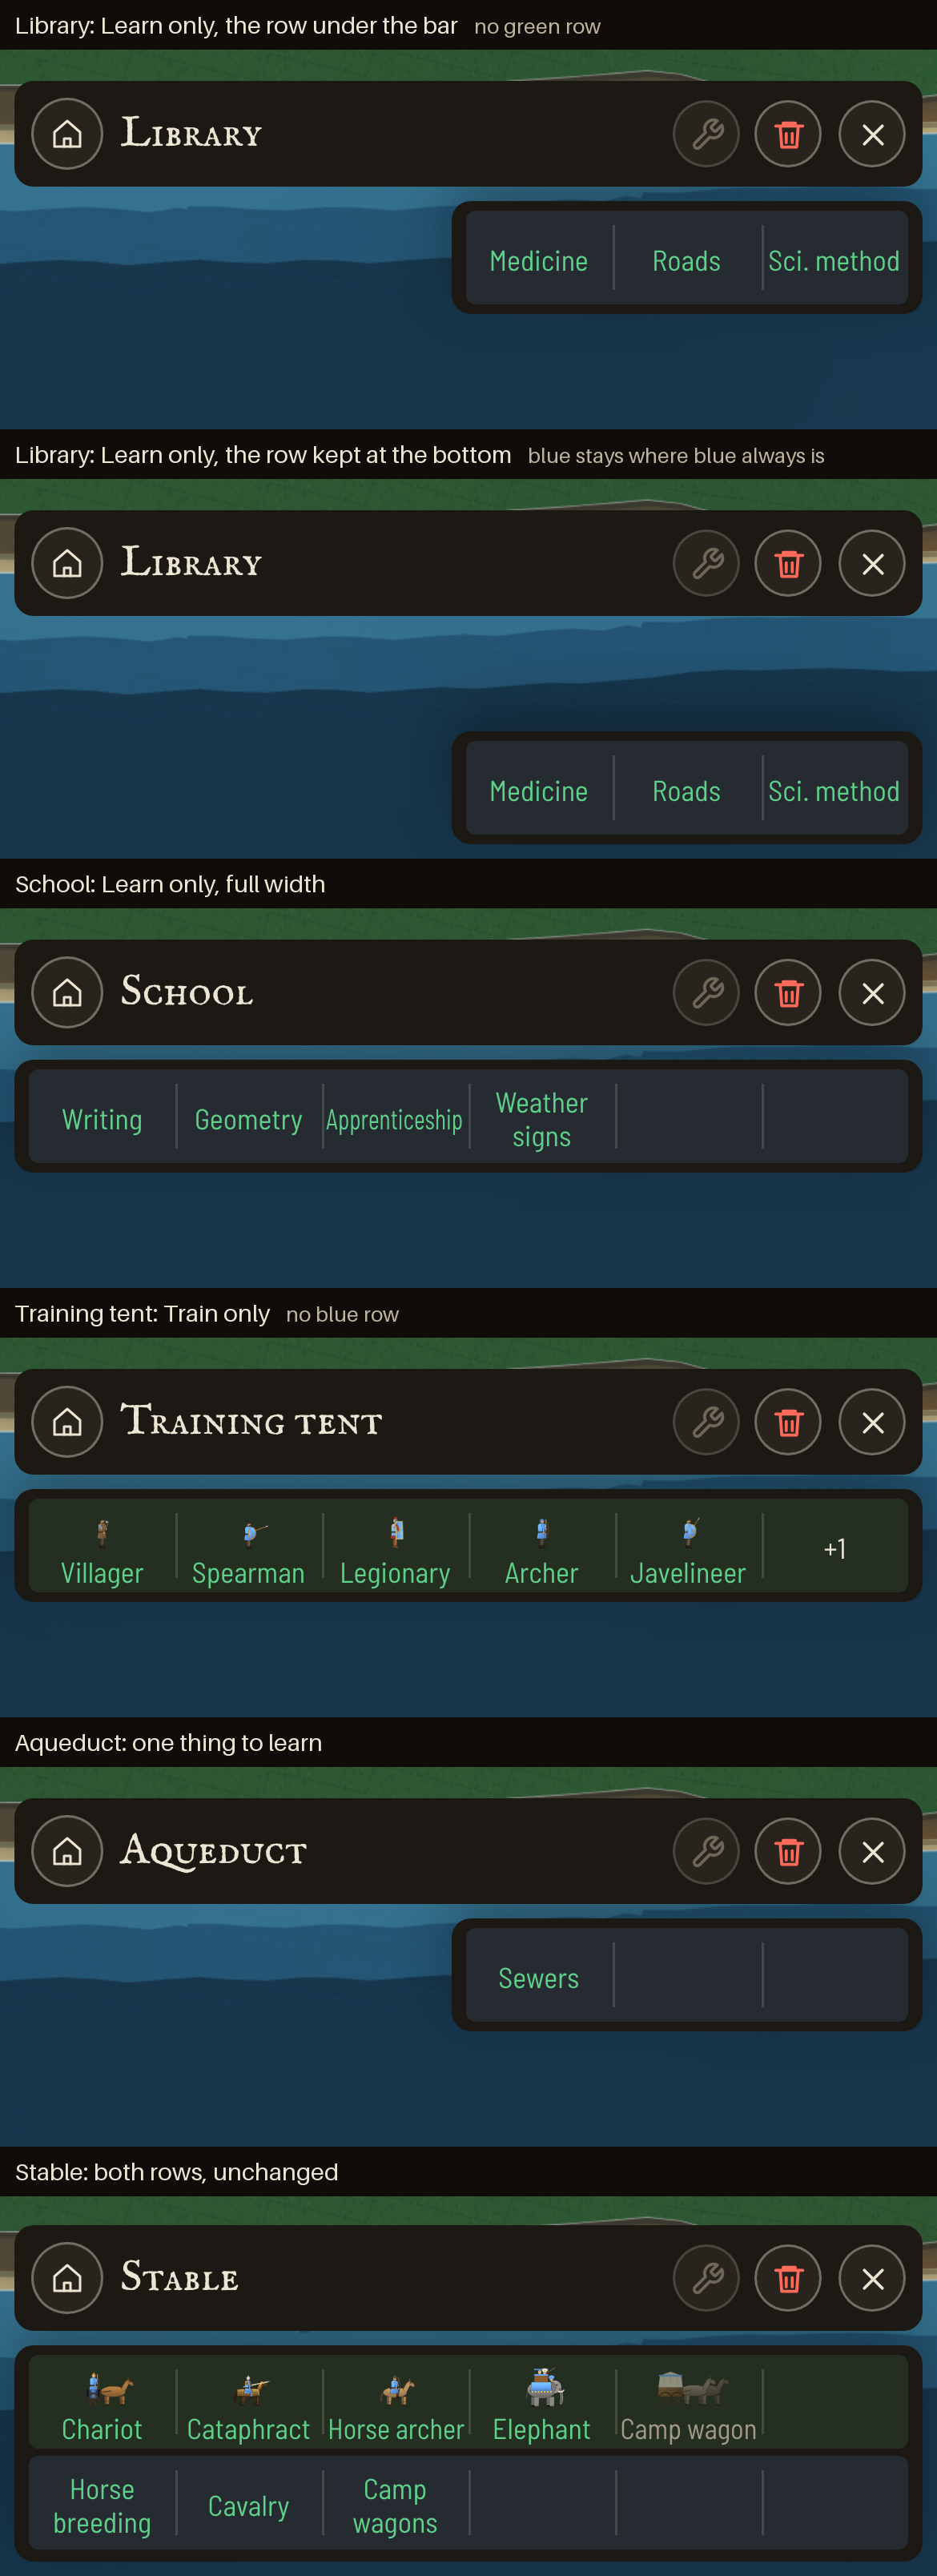 Library: Learn only, the row under the bar no green row
Library
Medicine Roads Sci. method
Library: Learn only, the row kept at the bottom blue stays where blue always is
Library
Medicine Roads Sci. method
School: Learn only, full width
School
Writing Geometry Apprenticeship Weather signs
Training tent: Train only no blue row
Training tent
Villager Spearman Legionary Archer Javelineer +1
Aqueduct: one thing to learn
Aqueduct
Sewers
Stable: both rows, unchanged
Stable
Chariot Cataphract Horse archer Elephant Camp wagon
Horse breeding Cavalry Camp wagons